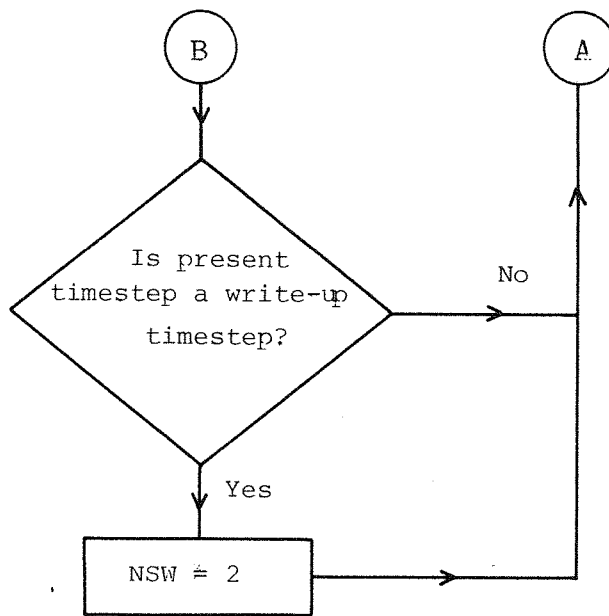 B
A
Is present
timestep a write-up
timestep?
No
Yes
NSW = 2